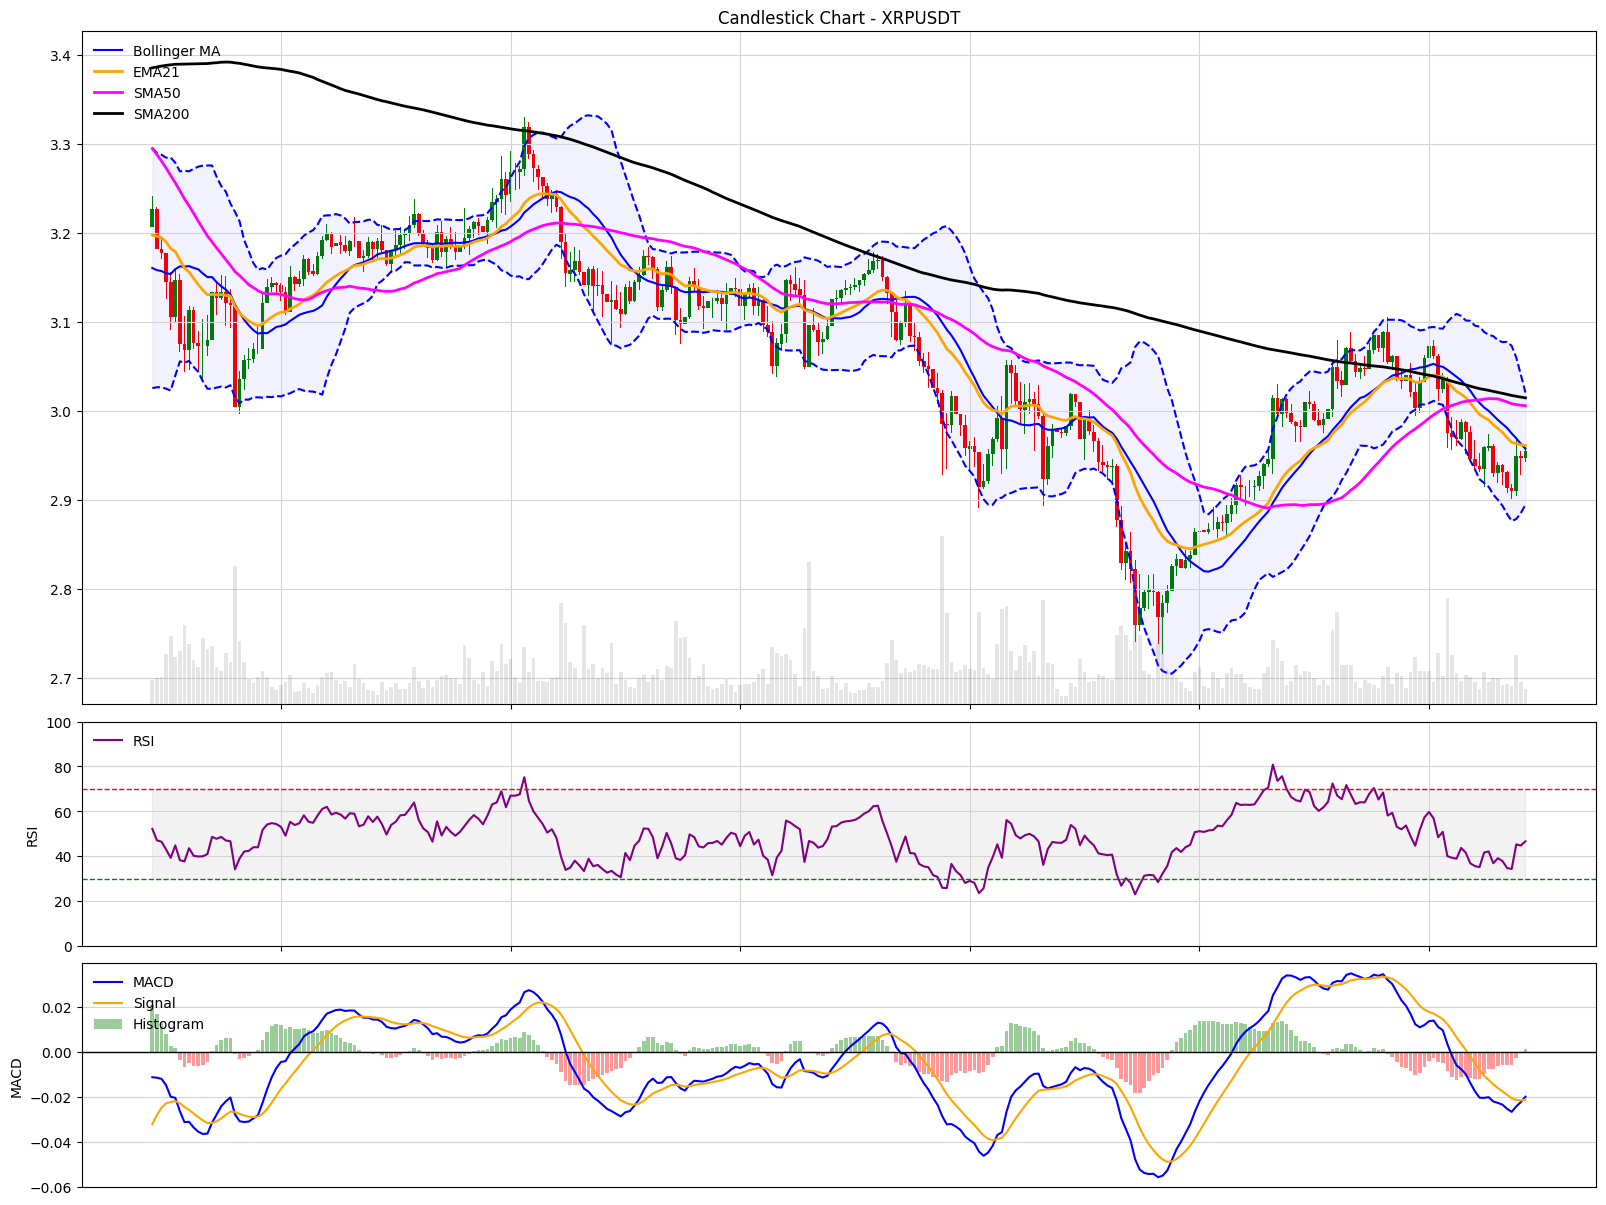 Candlestick Chart - XRPUSDT
Bollinger MA
EMA21
SMA50
SMA200
3.4
3.3
3.2
3.1
3.0
2.9
2.8
2.7
RSI
RSI
100
80
60
40
20
0
MACD
Signal
Histogram
MACD
0.02
0.00
−0.02
−0.04
−0.06